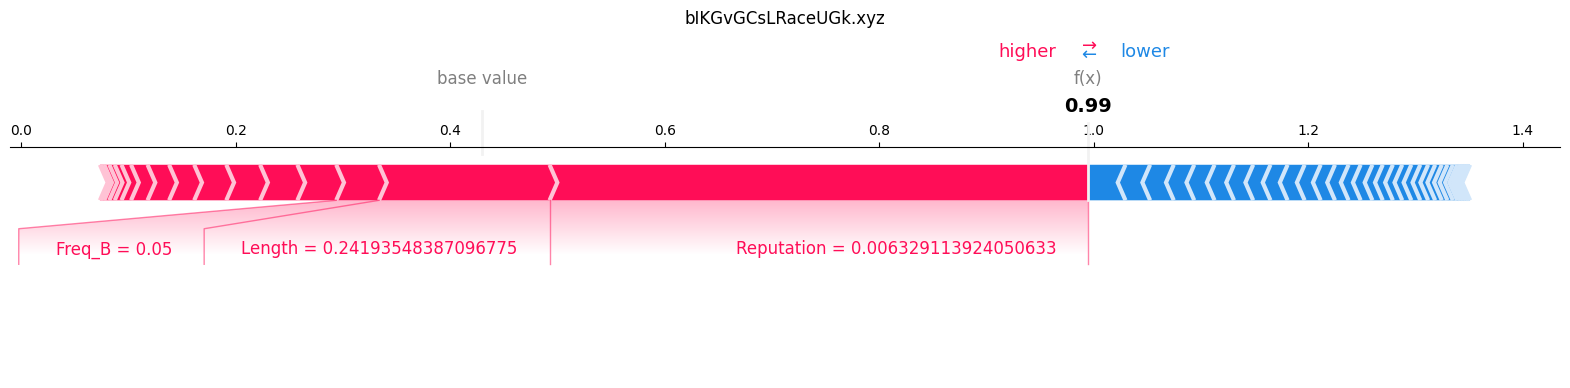 bIKGvGCsLRaceUGk.xyz
higher ⇄ lower
base value f(x)
0.99
0.0 0.2 0.4 0.6 0.8 1.0 1.2 1.4
Freq_B = 0.05 Length = 0.24193548387096775 Reputation = 0.006329113924050633